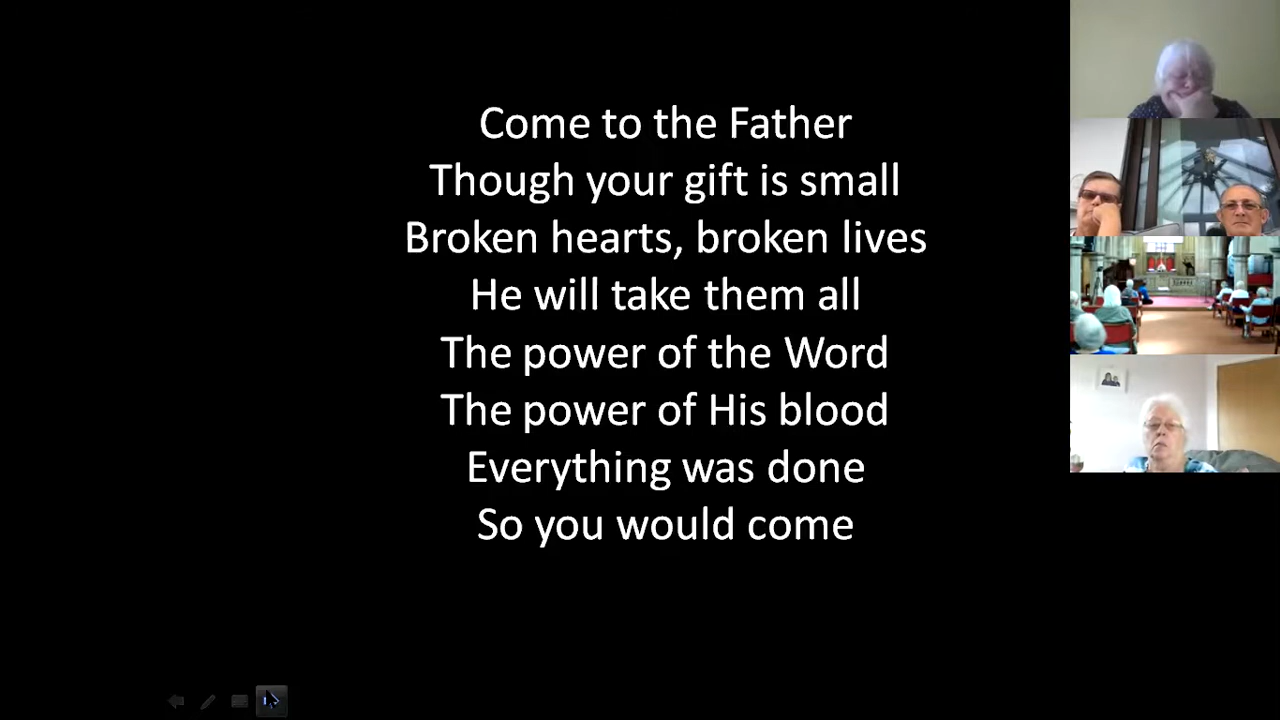 Come to the Father
Though your gift is small
Broken hearts, broken lives
He will take them all
The power of the Word
The power of His blood
Everything was done
So you would come